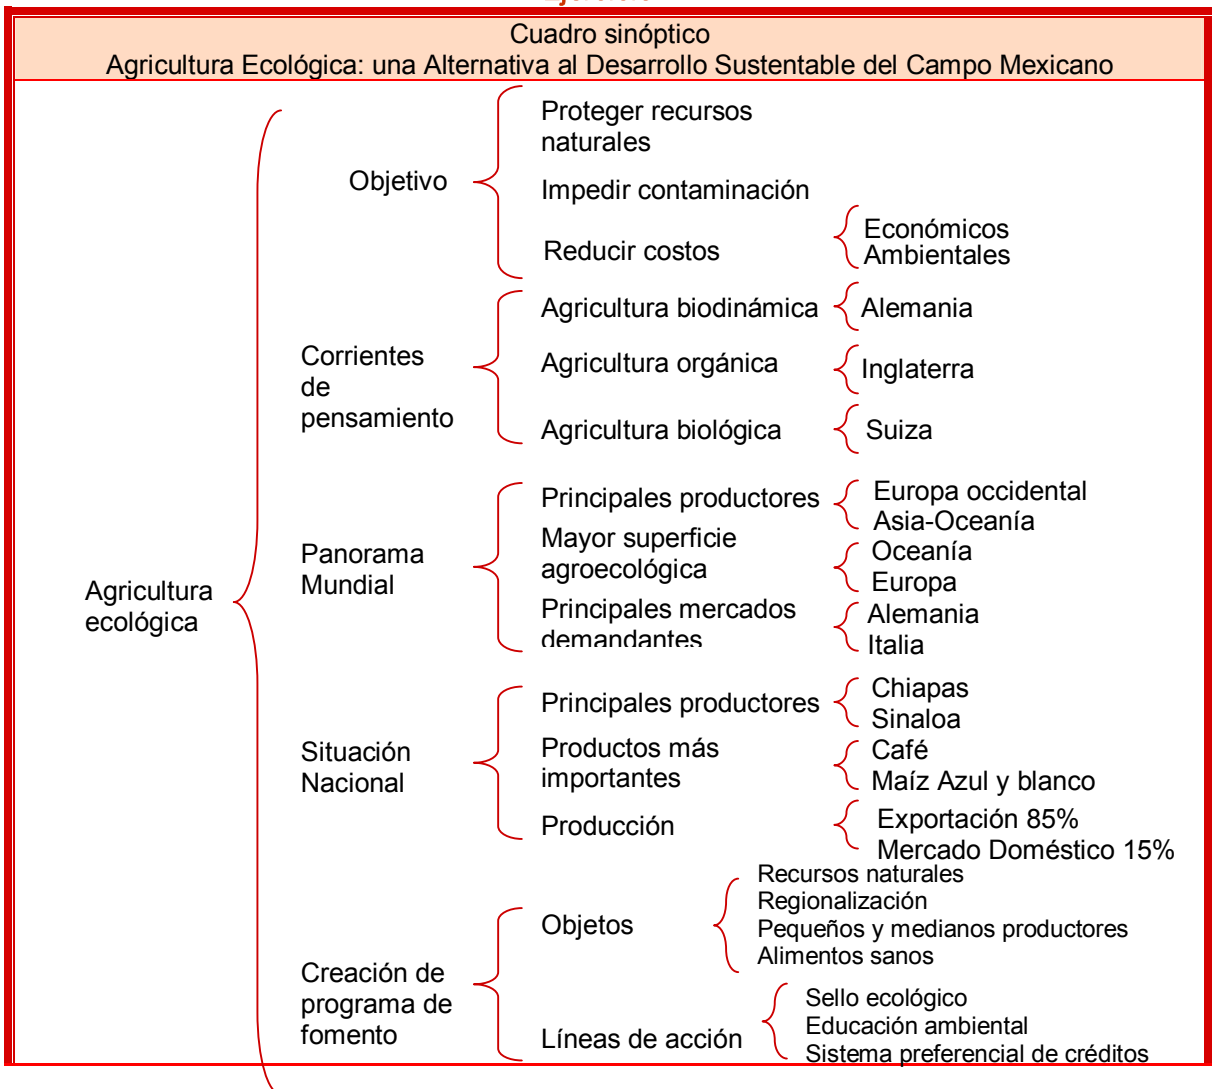 Cuadro sinóptico
Agricultura Ecológica: una Alternativa al Desarrollo Sustentable del Campo Mexicano
Agricultura
ecológica
Objetivo
Proteger recursos
naturales
Impedir contaminación
Reducir costos
Económicos
Ambientales
Corrientes
de
pensamiento
Agricultura biodinámica
Alemania
Agricultura orgánica
Inglaterra
Agricultura biológica
Suiza
Panorama
Mundial
Principales productores
Europa occidental
Asia-Oceanía
Mayor superficie
agroecológica
Oceanía
Europa
Principales mercados
demandantes
Alemania
Italia
Situación
Nacional
Principales productores
Chiapas
Sinaloa
Productos más
importantes
Café
Maíz Azul y blanco
Producción
Exportación 85%
Mercado Doméstico 15%
Creación de
programa de
fomento
Objetos
Recursos naturales
Regionalización
Pequeños y medianos productores
Alimentos sanos
Líneas de acción
Sello ecológico
Educación ambiental
Sistema preferencial de créditos